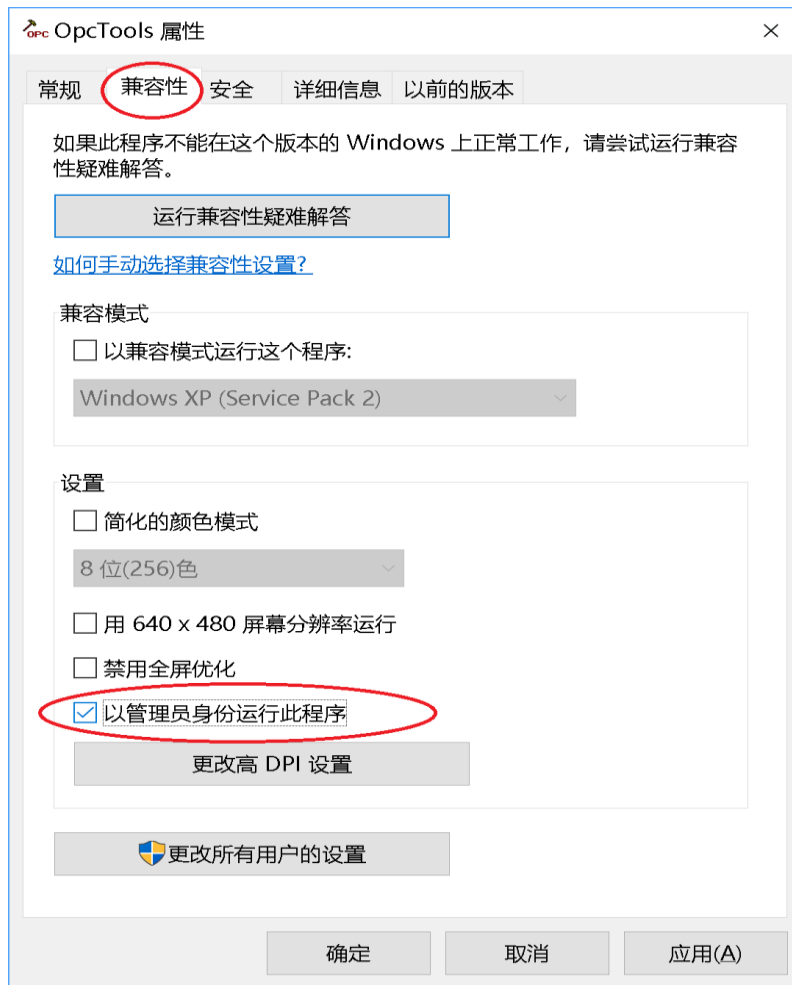 OPC OpcTools 属性
常规 兼容性 安全 详细信息 以前的版本
如果此程序不能在这个版本的 Windows 上正常工作，请尝试运行兼容
性疑难解答。
运行兼容性疑难解答
如何手动选择兼容性设置?
兼容模式
以兼容模式运行这个程序:
Windows XP (Service Pack 2)
设置
简化的颜色模式
8 位(256)色
用 640 x 480 屏幕分辨率运行
禁用全屏优化
以管理员身份运行此程序
更改高 DPI 设置
更改所有用户的设置
确定 取消 应用(A)